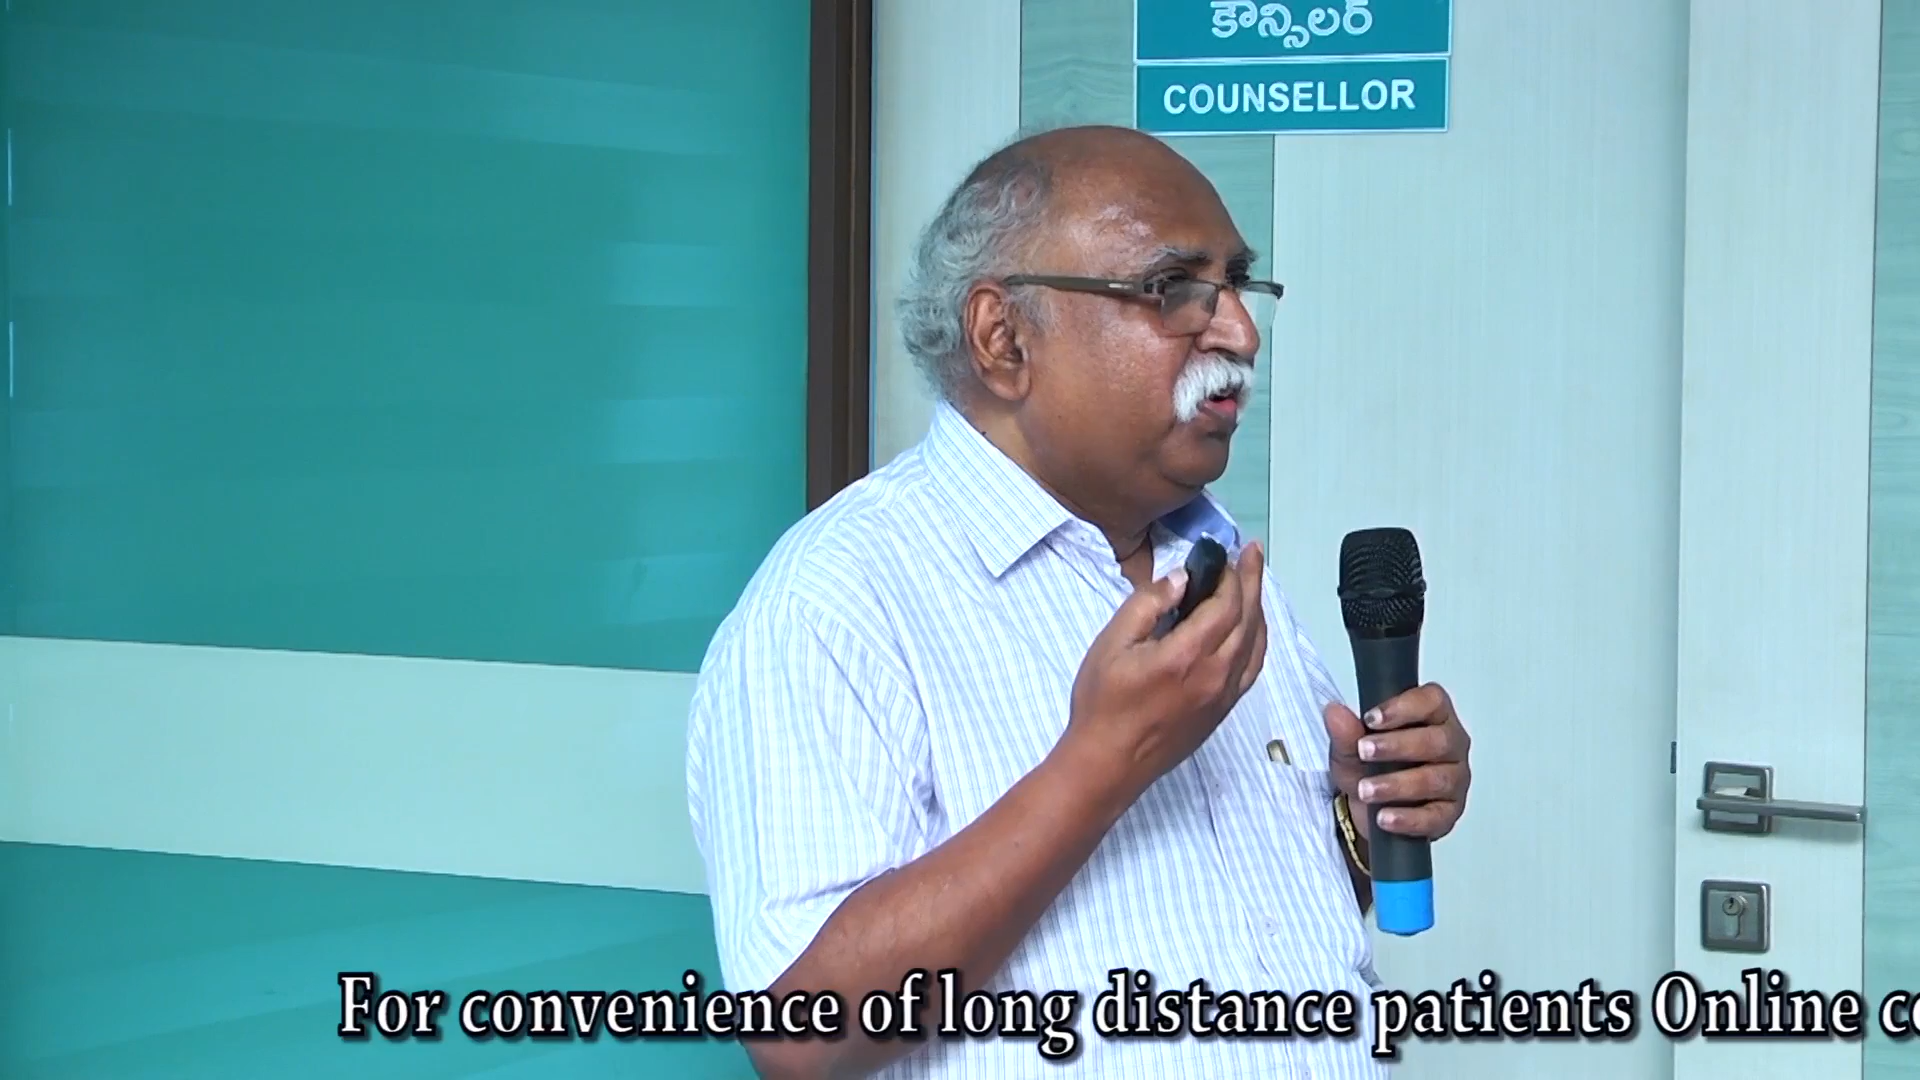 కౌన్సిలర్
COUNSELLOR
For convenience of long distance patients Online